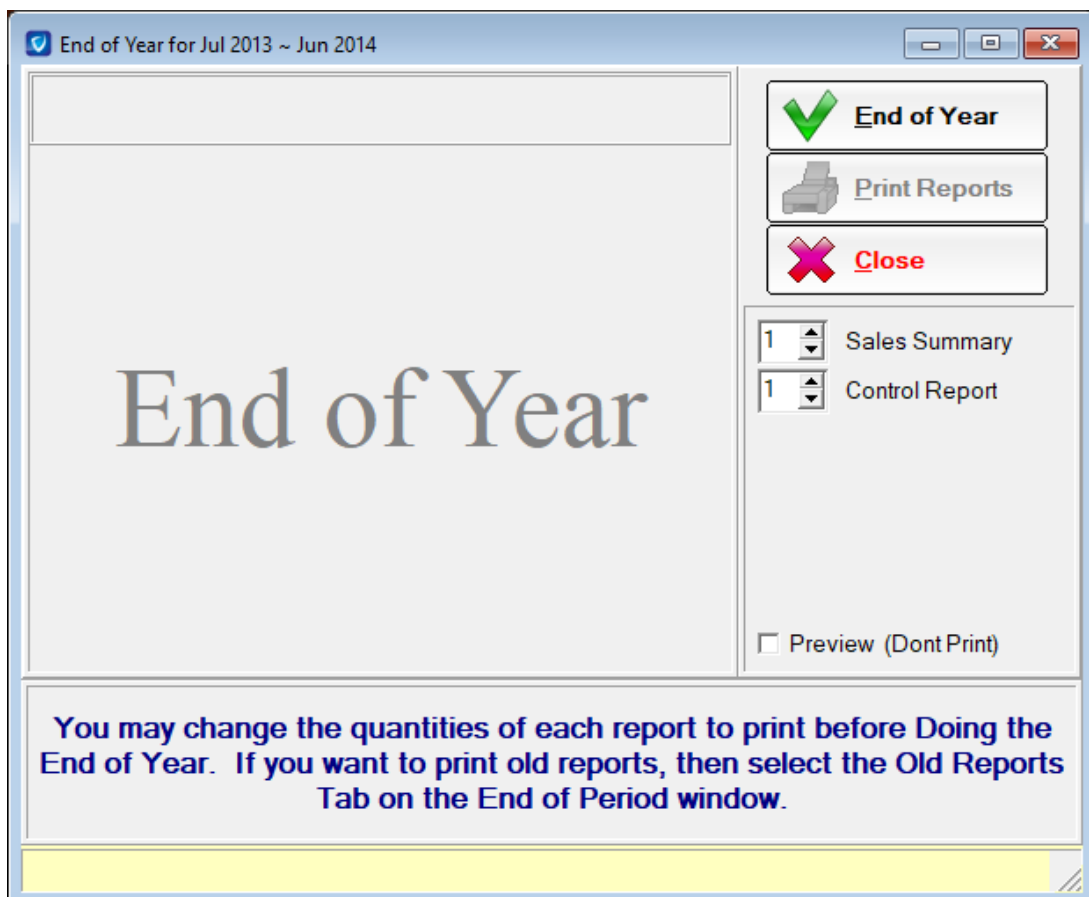 End of Year for Jul 2013 ~ Jun 2014
End of Year
Print Reports
Close
1 Sales Summary
1 Control Report
End of Year
Preview (Dont Print)
You may change the quantities of each report to print before Doing the
End of Year. If you want to print old reports, then select the Old Reports
Tab on the End of Period window.